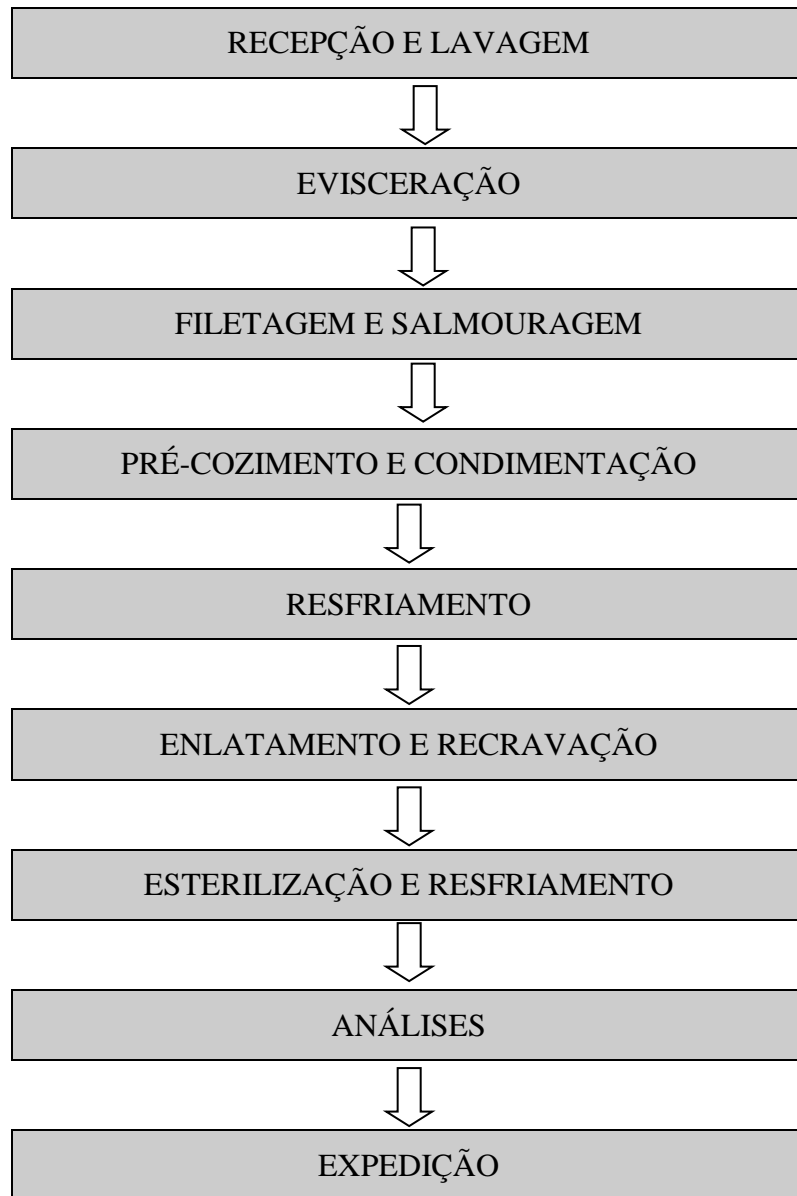 RECEPÇÃO E LAVAGEM
EVISCERAÇÃO
FILETAGEM E SALMOURAGEM
PRÉ-COZIMENTO E CONDIMENTAÇÃO
RESFRIAMENTO
ENLATAMENTO E RECRAVAÇÃO
ESTERILIZAÇÃO E RESFRIAMENTO
ANÁLISES
EXPEDIÇÃO